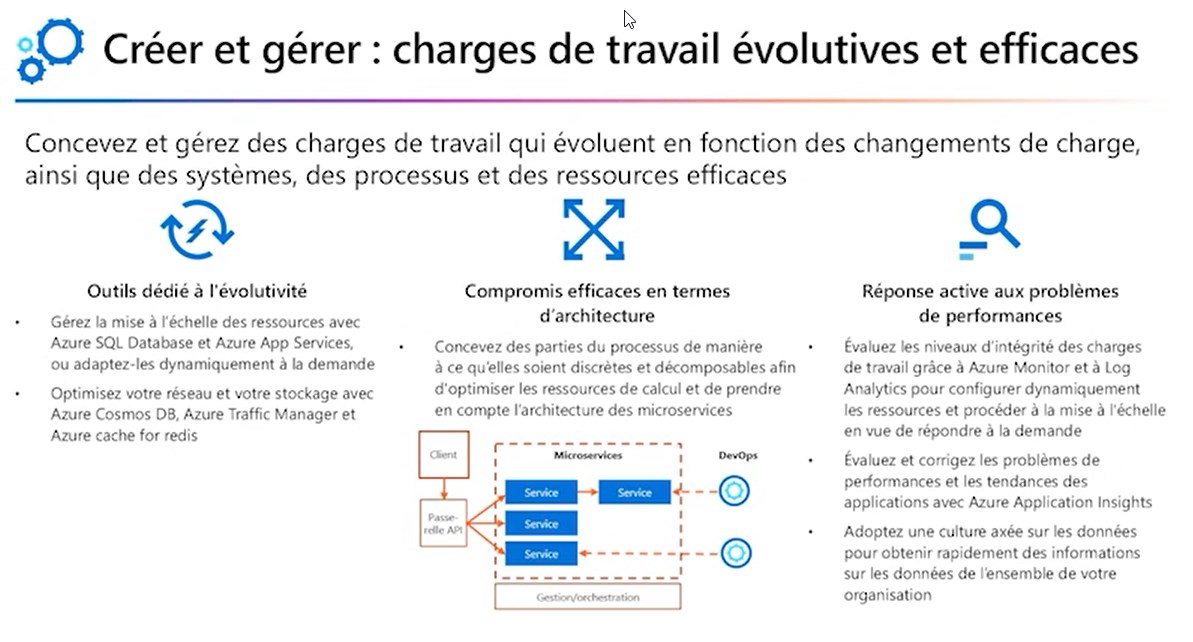 Créer et gérer : charges de travail évolutives et efficaces
Concevez et gérez des charges de travail qui évoluent en fonction des changements de charge,
ainsi que des systèmes, des processus et des ressources efficaces
Outils dédié à l'évolutivité
• Gérez la mise à l'échelle des ressources avec
Azure SQL Database et Azure App Services,
ou adaptez-les dynamiquement à la demande
• Optimisez votre réseau et votre stockage avec
Azure Cosmos DB, Azure Traffic Manager et
Azure cache for redis
Compromis efficaces en termes
d'architecture
• Concevez des parties du processus de manière
à ce qu'elles soient discrètes et décomposables afin
d'optimiser les ressources de calcul et de prendre
en compte l'architecture des microservices
Client
Passe-
relle API
Microservices
Service
Service
Service
Service
DevOps
Gestion/orchestration
Réponse active aux problèmes
de performances
• Évaluez les niveaux d'intégrité des charges
de travail grâce à Azure Monitor et à Log
Analytics pour configurer dynamiquement
les ressources et procéder à la mise à l'échelle
en vue de répondre à la demande
• Évaluez et corrigez les problèmes de
performances et les tendances des
applications avec Azure Application Insights
• Adoptez une culture axée sur les données
pour obtenir rapidement des informations
sur les données de l'ensemble de votre
organisation